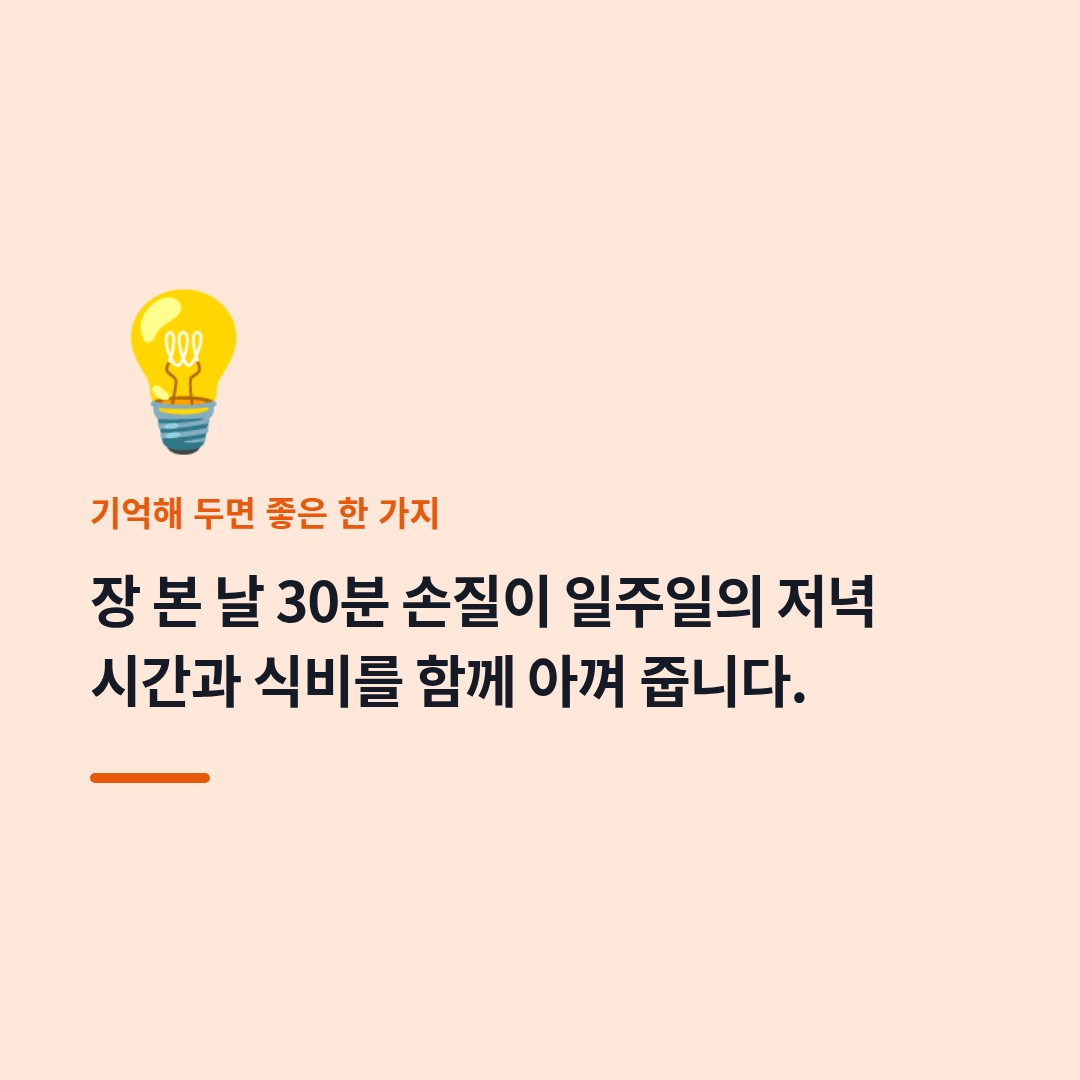 기억해 두면 좋은 한 가지
장 본 날 30분 손질이 일주일의 저녁
시간과 식비를 함께 아껴 줍니다.